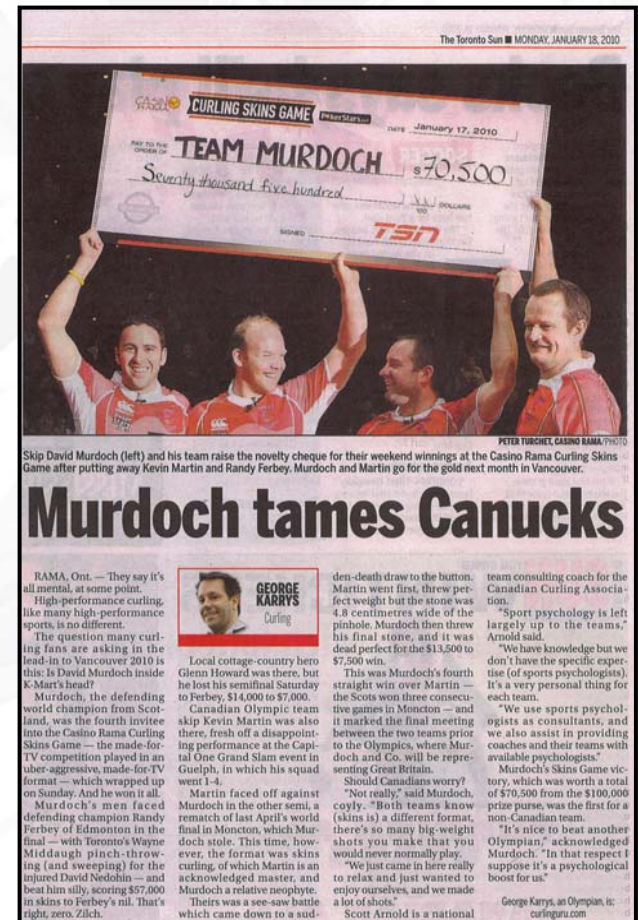 The Toronto Sun ■ MONDAY, JANUARY 18, 2010
CASINO RAMA
CURLING SKINS GAME
PokerStars.net
DATE January 17, 2010
PAY TO THE
ORDER OF
TEAM MURDOCH
$70,500
Seventy thousand five hundred
100 DOLLARS
SIGNED
TSN
PETER TURCHET, CASINO RAMA/PHOTO
Skip David Murdoch (left) and his team raise the novelty cheque for their weekend winnings at the Casino Rama Curling Skins
Game after putting away Kevin Martin and Randy Ferbey. Murdoch and Martin go for the gold next month in Vancouver.
Murdoch tames Canucks
RAMA, Ont. — They say it's
all mental, at some point.
High-performance curling,
like many high-performance
sports, is no different.
The question many curl-
ing fans are asking in the
lead-in to Vancouver 2010 is
this: Is David Murdoch inside
K-Mart's head?
Murdoch, the defending
world champion from Scot-
land, was the fourth invitee
into the Casino Rama Curling
Skins Game — the made-for-
TV competition played in an
uber-aggressive, made-for-TV
format — which wrapped up
on Sunday. And he won it all.
Murdoch's men faced
defending champion Randy
Ferbey of Edmonton in the
final — with Toronto's Wayne
Middaugh pinch-throw-
ing (and sweeping) for the
injured David Nedohin — and
beat him silly, scoring $57,000
in skins to Ferbey's nil. That's
right, zero. Zilch.
GEORGE
KARRYS
Curling
Local cottage-country hero
Glenn Howard was there, but
he lost his semifinal Saturday
to Ferbey, $14,000 to $7,000.
Canadian Olympic team
skip Kevin Martin was also
there, fresh off a disappoint-
ing performance at the Capi-
tal One Grand Slam event in
Guelph, in which his squad
went 1-4.
Martin faced off against
Murdoch in the other semi, a
rematch of last April's world
final in Moncton, which Mur-
doch stole. This time, how-
ever, the format was skins
curling, of which Martin is an
acknowledged master, and
Murdoch a relative neophyte.
Theirs was a see-saw battle
which came down to a sud-
den-death draw to the button.
Martin went first, threw per-
fect weight but the stone was
4.8 centimetres wide of the
pinhole. Murdoch then threw
his final stone, and it was
dead perfect for the $13,500 to
$7,500 win.
This was Murdoch's fourth
straight win over Martin —
the Scots won three consecu-
tive games in Moncton — and
it marked the final meeting
between the two teams prior
to the Olympics, where Mur-
doch and Co. will be repre-
senting Great Britain.
Should Canadians worry?
"Not really," said Murdoch,
coyly. "Both teams know
(skins is) a different format,
there's so many big-weight
shots you make that you
would never normally play.
"We just came in here really
to relax and just wanted to
enjoy ourselves, and we made
a lot of shots."
Scott Arnold is a national
team consulting coach for the
Canadian Curling Associa-
tion.
"Sport psychology is left
largely up to the teams,"
Arnold said.
"We have knowledge but we
don't have the specific exper-
tise (of sports psychologists).
It's a very personal thing for
each team.
"We use sports psychol-
ogists as consultants, and
we also assist in providing
coaches and their teams with
available psychologists."
Murdoch's Skins Game vic-
tory, which was worth a total
of $70,500 from the $100,000
prize purse, was the first for a
non-Canadian team.
"It's nice to beat another
Olympian," acknowledged
Murdoch. "In that respect I
suppose it's a psychological
boost for us."
George Karrys, an Olympian, is:
curlingguru.com